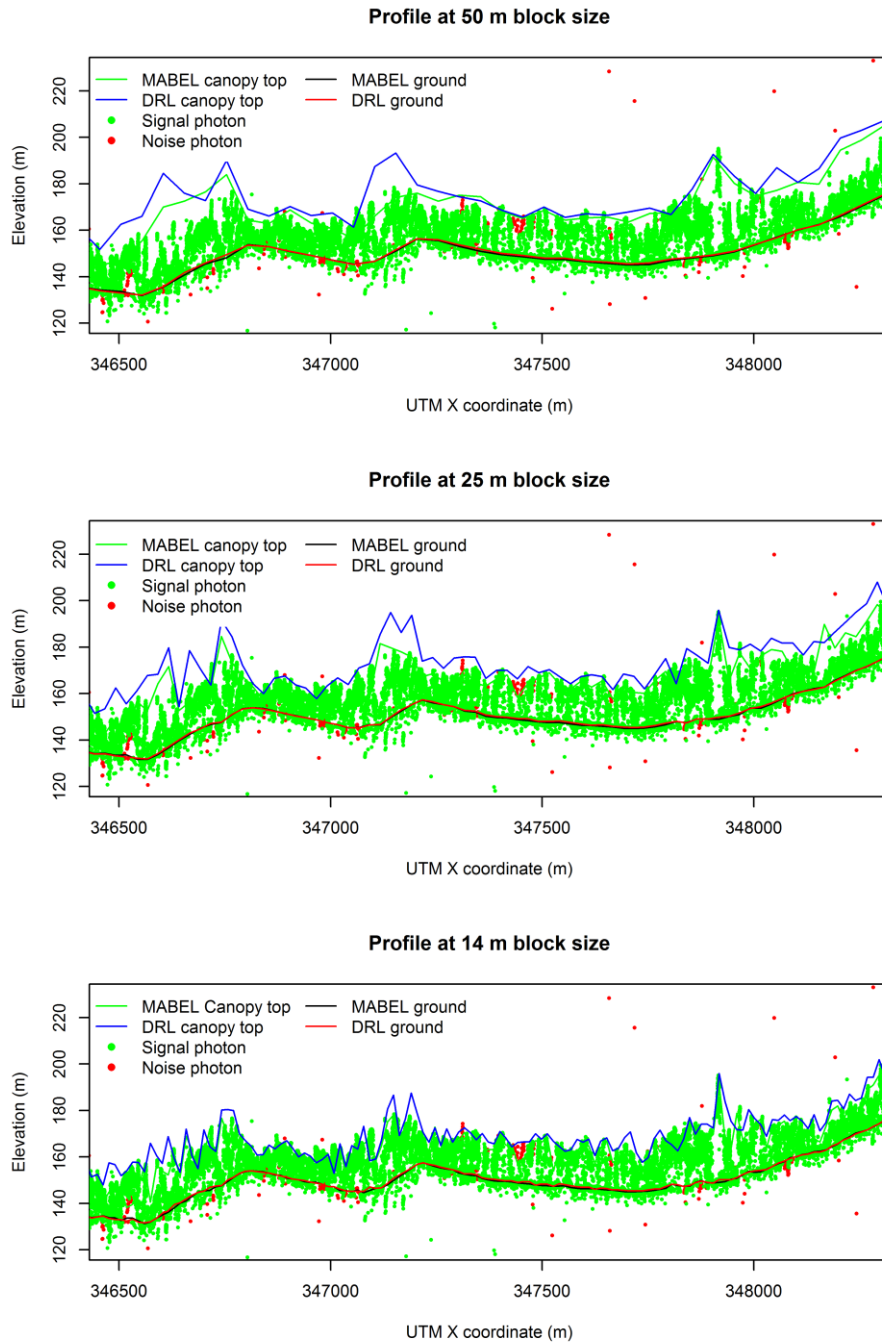 Profile at 50 m block size
MABEL canopy top MABEL ground
DRL canopy top DRL ground
Signal photon
Noise photon
Elevation (m)
120 140 160 180 200 220
346500 347000 347500 348000
UTM X coordinate (m)
Profile at 25 m block size
MABEL canopy top MABEL ground
DRL canopy top DRL ground
Signal photon
Noise photon
Elevation (m)
120 140 160 180 200 220
346500 347000 347500 348000
UTM X coordinate (m)
Profile at 14 m block size
MABEL Canopy top MABEL ground
DRL canopy top DRL ground
Signal photon
Noise photon
Elevation (m)
120 140 160 180 200 220
346500 347000 347500 348000
UTM X coordinate (m)